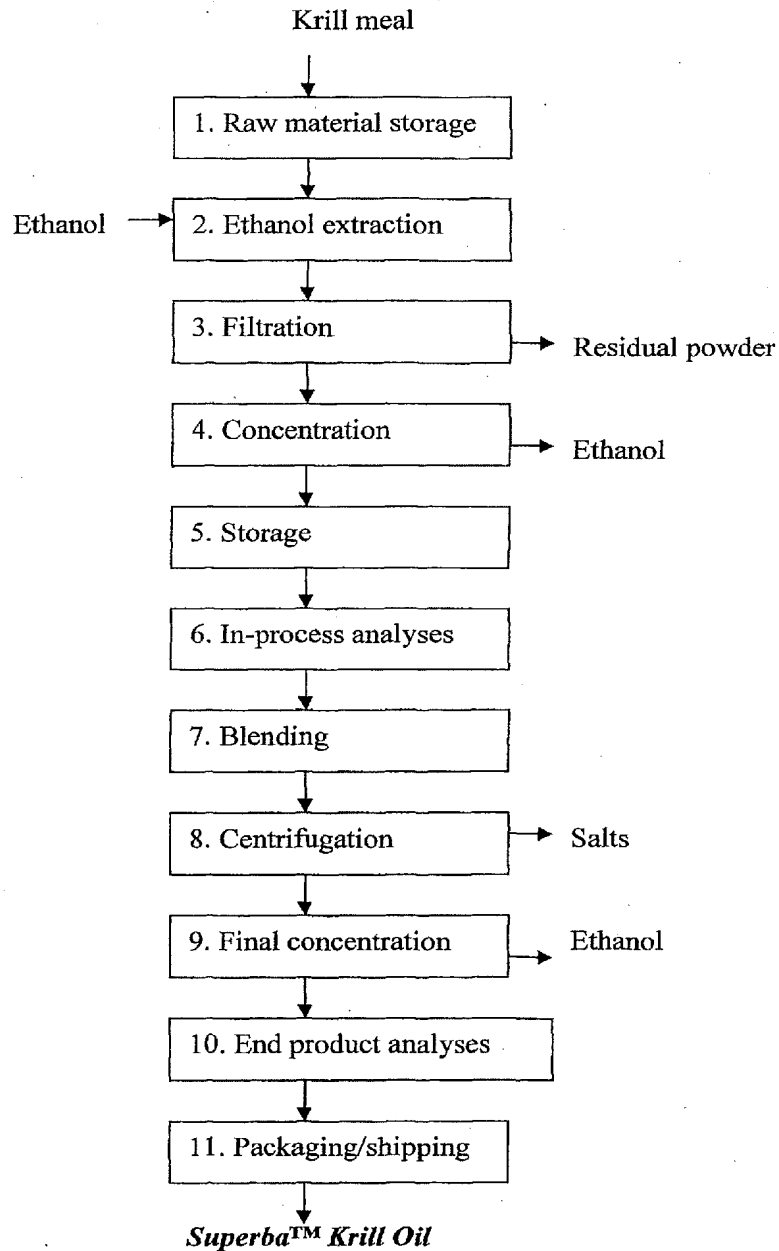 Krill meal
1. Raw material storage
Ethanol
2. Ethanol extraction
3. Filtration
Residual powder
4. Concentration
Ethanol
5. Storage
6. In-process analyses
7. Blending
8. Centrifugation
Salts
9. Final concentration
Ethanol
10. End product analyses
11. Packaging/shipping
Superba™ Krill Oil